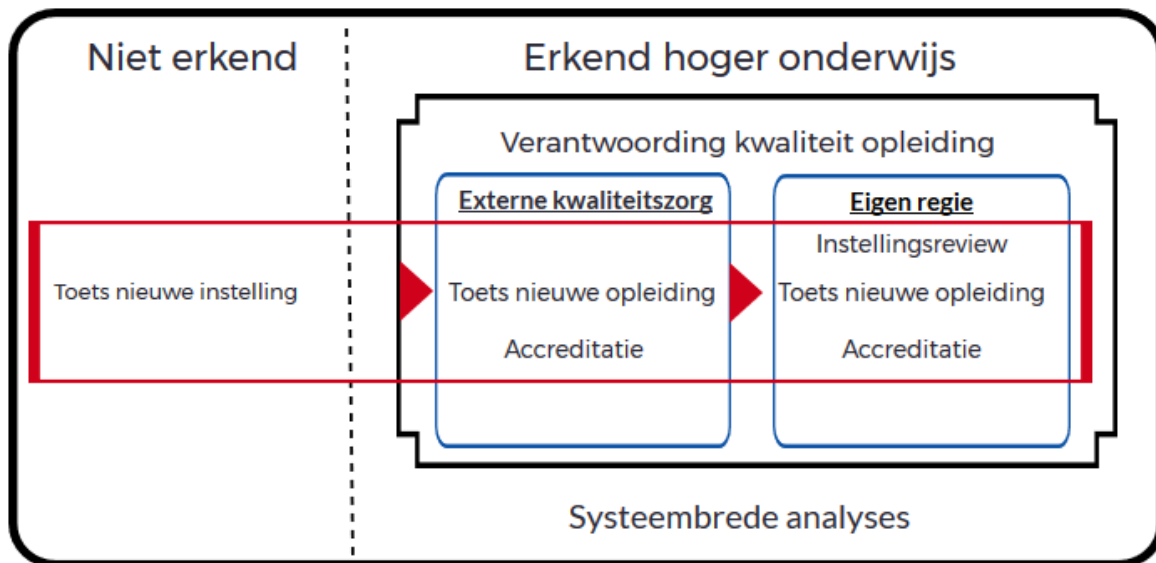 Niet erkend
Erkend hoger onderwijs
Verantwoording kwaliteit opleiding
Externe kwaliteitszorg
Eigen regie
Instellingsreview
Toets nieuwe instelling
Toets nieuwe opleiding
Toets nieuwe opleiding
Accreditatie
Accreditatie
Systeembrede analyses